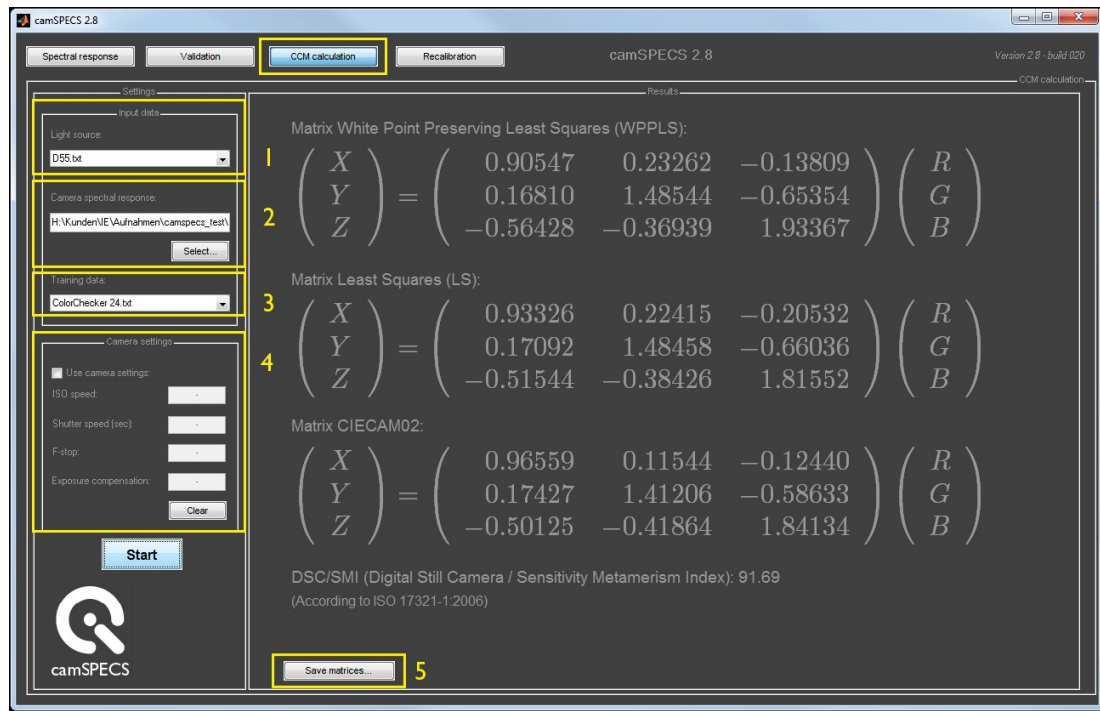 camSPECS 2.8
Spectral response
Validation
CCM calculation
Recalibration
camSPECS 2.8
Version 2.8 - build 020
CCM calculation
Settings
Input data
Light source:
D55.txt
1
Camera spectral response:
H:\Kunden\IE\Aufnahmen\camspecs_test\
2
Select...
Training data:
ColorChecker 24.txt
3
Camera settings
4
Use camera settings:
ISO speed: -
Shutter speed (sec): -
F-stop: -
Exposure compensation: -
Clear
Start
camSPECS
Results
Matrix White Point Preserving Least Squares (WPPLS):
X 0.90547 0.23262 −0.13809 R
Y = 0.16810 1.48544 −0.65354 G
Z −0.56428 −0.36939 1.93367 B
Matrix Least Squares (LS):
X 0.93326 0.22415 −0.20532 R
Y = 0.17092 1.48458 −0.66036 G
Z −0.51544 −0.38426 1.81552 B
Matrix CIECAM02:
X 0.96559 0.11544 −0.12440 R
Y = 0.17427 1.41206 −0.58633 G
Z −0.50125 −0.41864 1.84134 B
DSC/SMI (Digital Still Camera / Sensitivity Metamerism Index): 91.69
(According to ISO 17321-1:2006)
Save matrices...
5